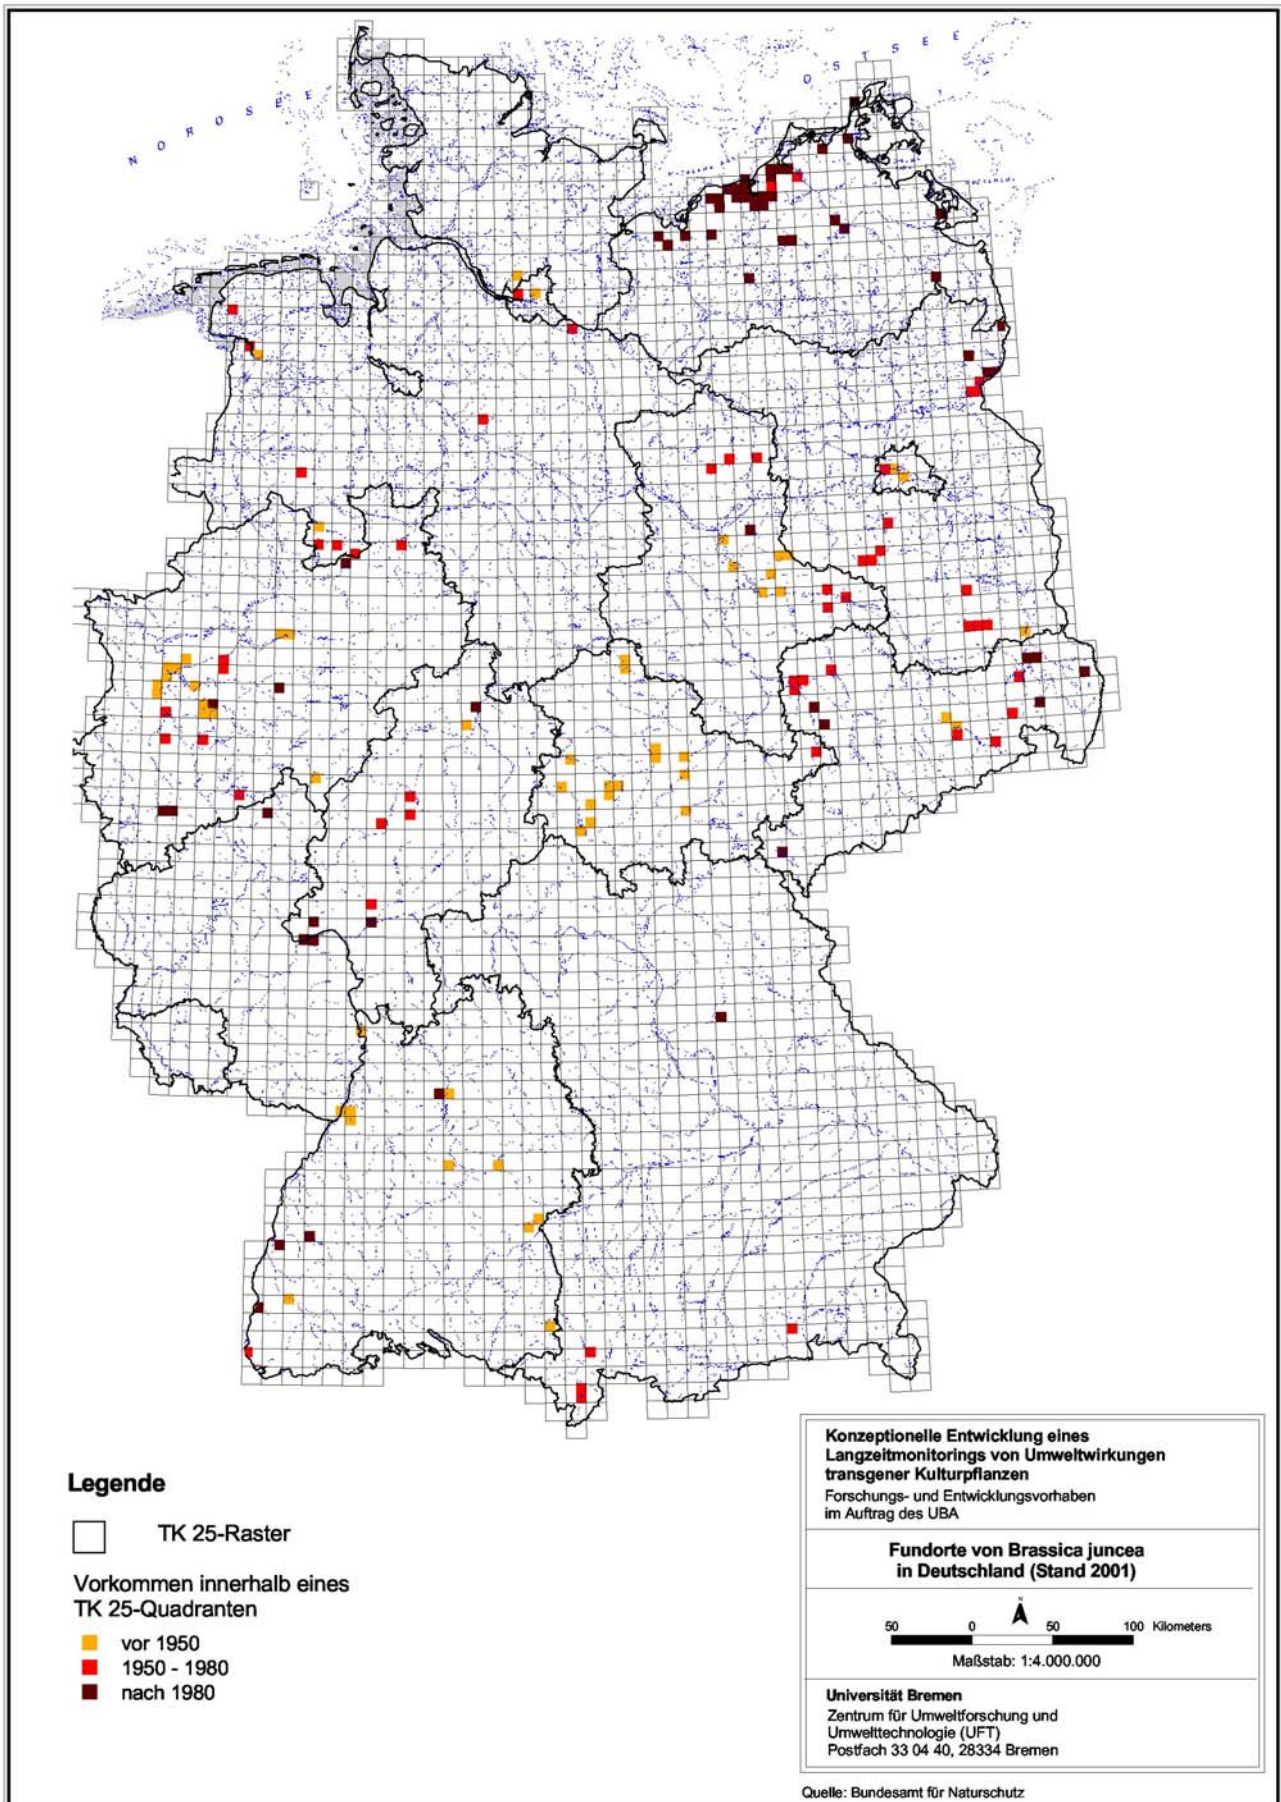 NORDSEE
OSTSEE
Legende
TK 25-Raster
Vorkommen innerhalb eines
TK 25-Quadranten
vor 1950
1950 - 1980
nach 1980
Konzeptionelle Entwicklung eines
Langzeitmonitorings von Umweltwirkungen
transgener Kulturpflanzen
Forschungs- und Entwicklungsvorhaben
im Auftrag des UBA
Fundorte von Brassica juncea
in Deutschland (Stand 2001)
N
50 0 50 100 Kilometers
Maßstab: 1:4.000.000
Universität Bremen
Zentrum für Umweltforschung und
Umwelttechnologie (UFT)
Postfach 33 04 40, 28334 Bremen
Quelle: Bundesamt für Naturschutz